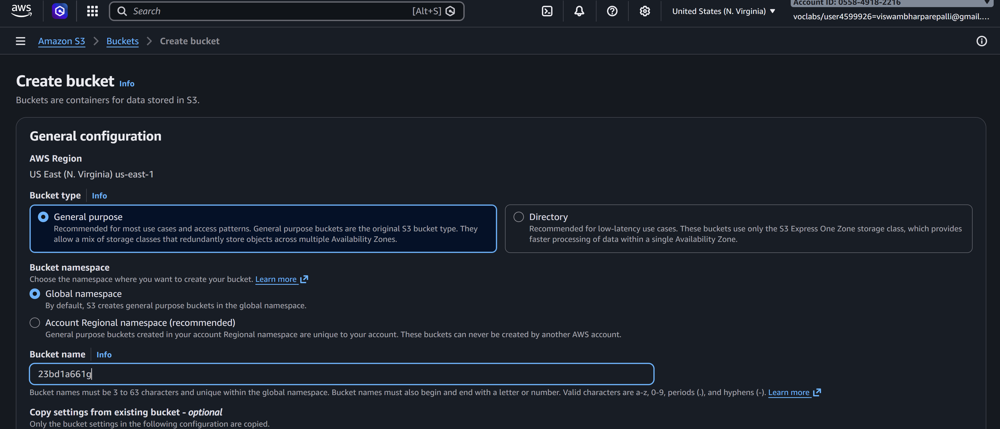 aws
Search [Alt+S]
United States (N. Virginia)
Account ID: 0558-4918-2216
voclabs/user4599926=viswambharparepalli@gmail....
Amazon S3 Buckets Create bucket
Create bucket Info
Buckets are containers for data stored in S3.
General configuration
AWS Region
US East (N. Virginia) us-east-1
Bucket type Info
General purpose
Recommended for most use cases and access patterns. General purpose buckets are the original S3 bucket type. They
allow a mix of storage classes that redundantly store objects across multiple Availability Zones.
Directory
Recommended for low-latency use cases. These buckets use only the S3 Express One Zone storage class, which provides
faster processing of data within a single Availability Zone.
Bucket namespace
Choose the namespace where you want to create your bucket. Learn more
Global namespace
By default, S3 creates general purpose buckets in the global namespace.
Account Regional namespace (recommended)
General purpose buckets created in your account Regional namespace are unique to your account. These buckets can never be created by another AWS account.
Bucket name Info
23bd1a661g
Bucket names must be 3 to 63 characters and unique within the global namespace. Bucket names must also begin and end with a letter or number. Valid characters are a-z, 0-9, periods (.), and hyphens (-). Learn more
Copy settings from existing bucket - optional
Only the bucket settings in the following configuration are copied.